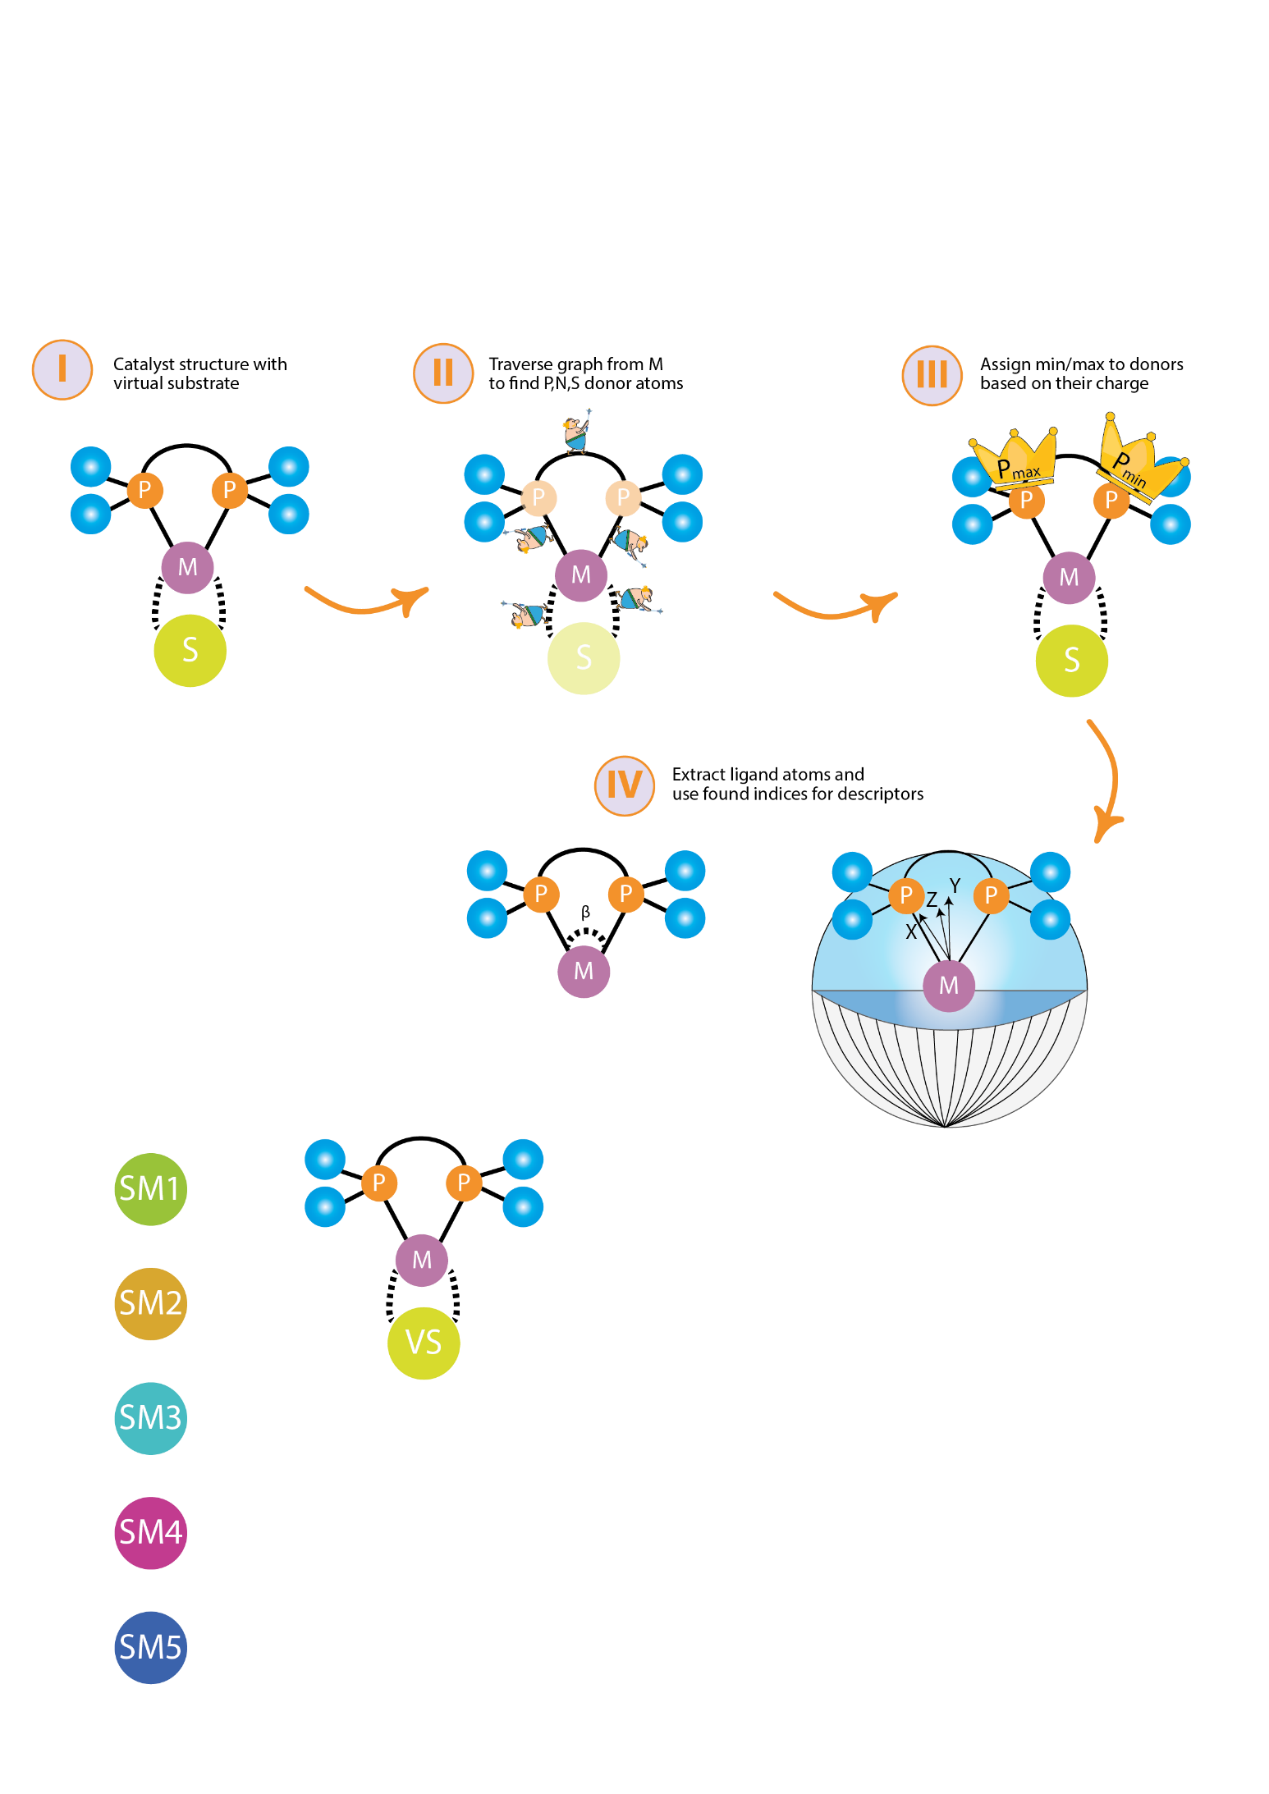 I
Catalyst structure with
virtual substrate
P
P
M
S
II
Traverse graph from M
to find P,N,S donor atoms
P
P
M
S
III
Assign min/max to donors
based on their charge
Pmax
Pmin
P
P
M
S
IV
Extract ligand atoms and
use found indices for descriptors
P
P
β
M
P
P
X
Z
Y
M
SM1
SM2
SM3
SM4
SM5
P
P
M
VS